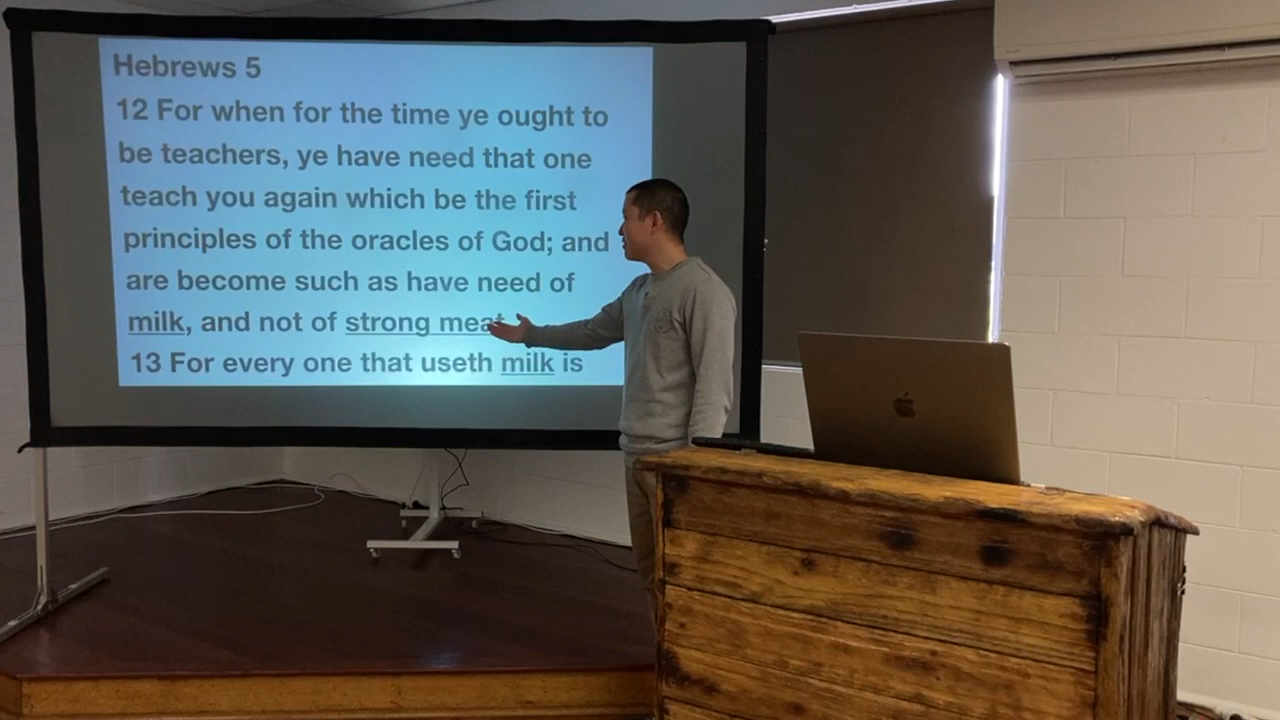 Hebrews 5
12 For when for the time ye ought to
be teachers, ye have need that one
teach you again which be the first
principles of the oracles of God; and
are become such as have need of
milk, and not of strong meat
13 For every one that useth milk is